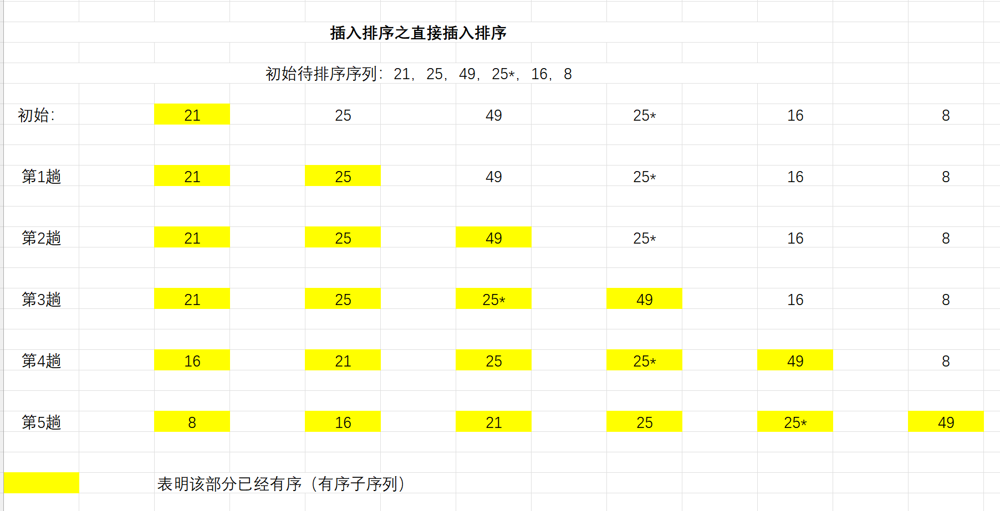 插入排序之直接插入排序
初始待排序序列：21，25，49，25*，16，8
初始： 21 25 49 25* 16 8
第1趟 21 25 49 25* 16 8
第2趟 21 25 49 25* 16 8
第3趟 21 25 25* 49 16 8
第4趟 16 21 25 25* 49 8
第5趟 8 16 21 25 25* 49
表明该部分已经有序（有序子序列）